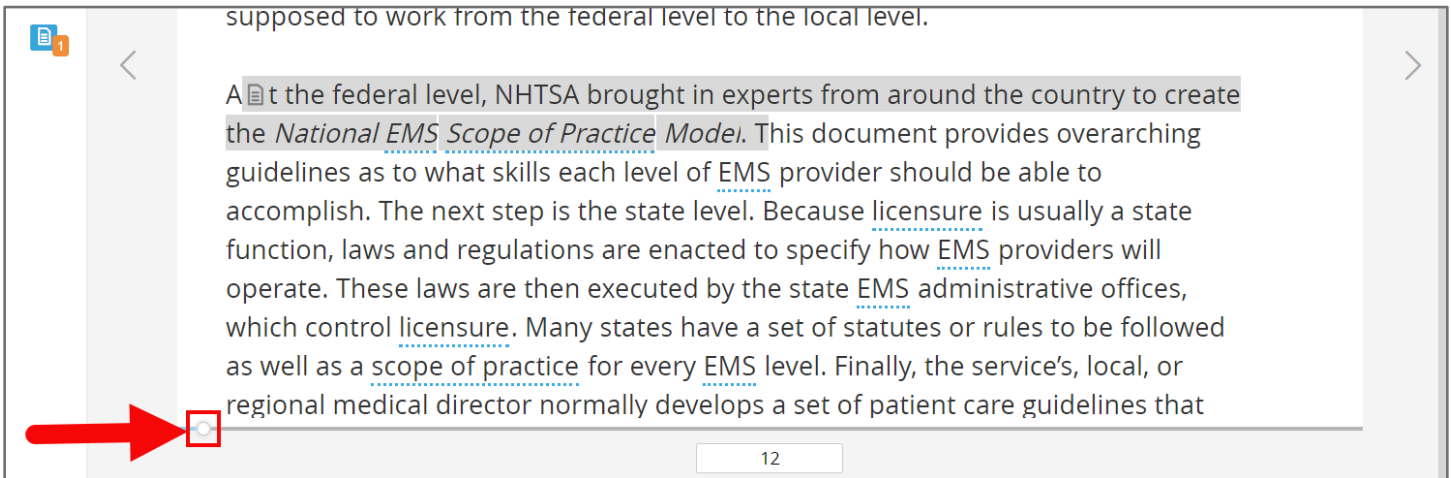 supposed to work from the federal level to the local level.
1
At the federal level, NHTSA brought in experts from around the country to create
the National EMS Scope of Practice Model. This document provides overarching
guidelines as to what skills each level of EMS provider should be able to
accomplish. The next step is the state level. Because licensure is usually a state
function, laws and regulations are enacted to specify how EMS providers will
operate. These laws are then executed by the state EMS administrative offices,
which control licensure. Many states have a set of statutes or rules to be followed
as well as a scope of practice for every EMS level. Finally, the service’s, local, or
regional medical director normally develops a set of patient care guidelines that
12